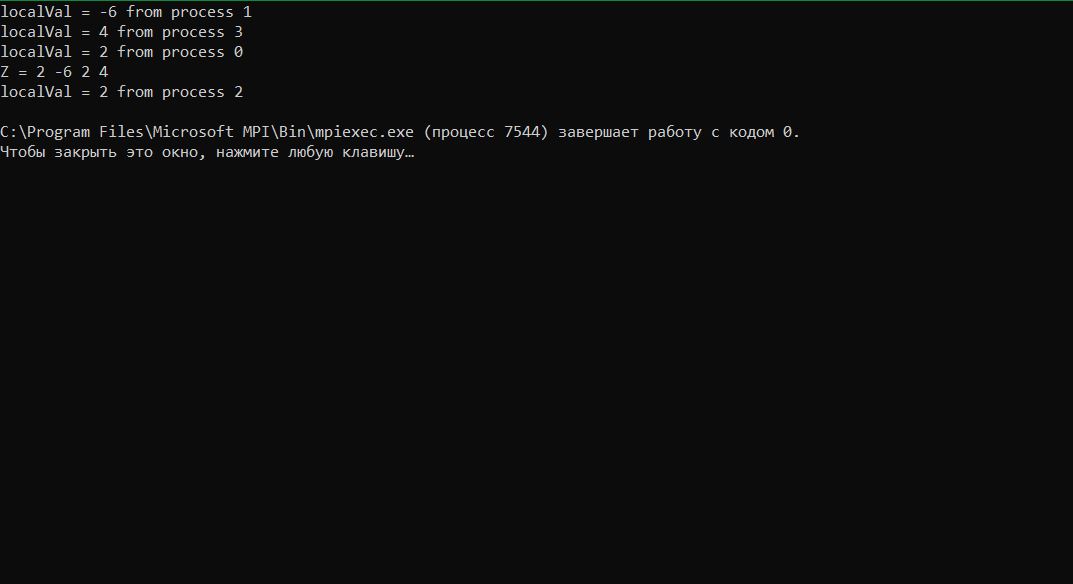 localVal = -6 from process 1
localVal = 4 from process 3
localVal = 2 from process 0
Z = 2 -6 2 4
localVal = 2 from process 2
C:\Program Files\Microsoft MPI\Bin\mpiexec.exe (процесс 7544) завершает работу с кодом 0.
Чтобы закрыть это окно, нажмите любую клавишу…